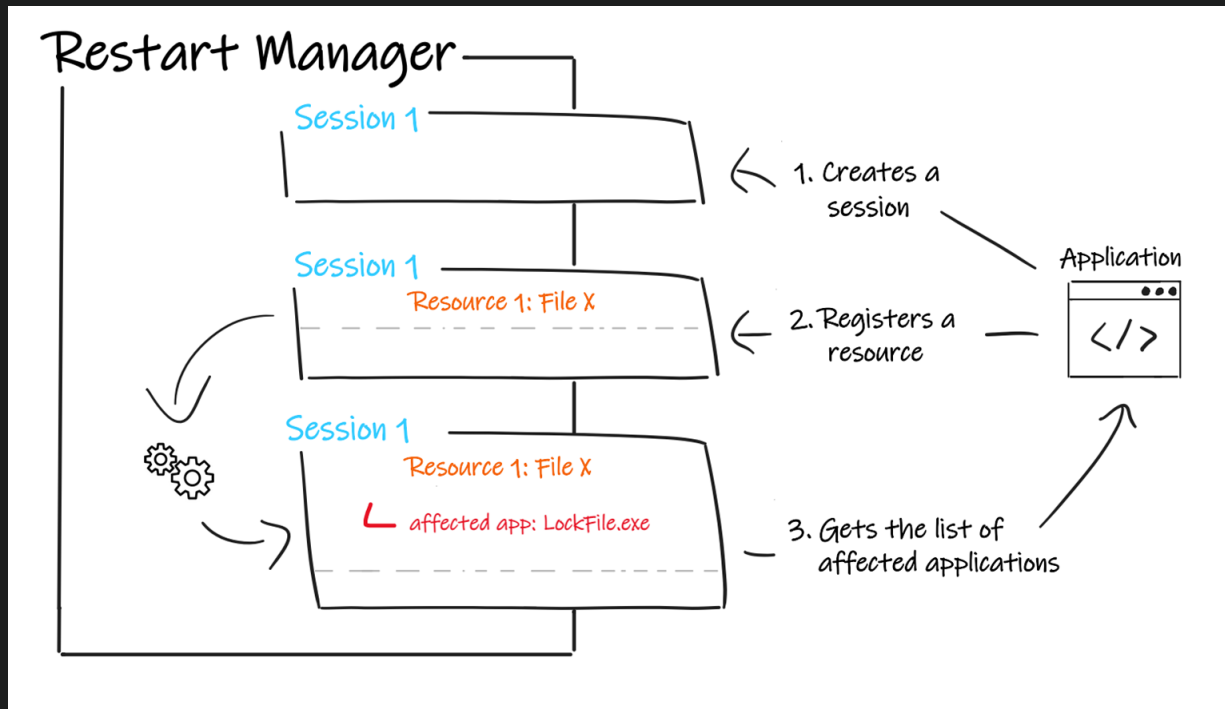 Restart Manager
Session 1
1. Creates a
session
Session 1
Resource 1: File X
Application
</>
2. Registers a
resource
Session 1
Resource 1: File X
affected app: LockFile.exe
3. Gets the list of
affected applications